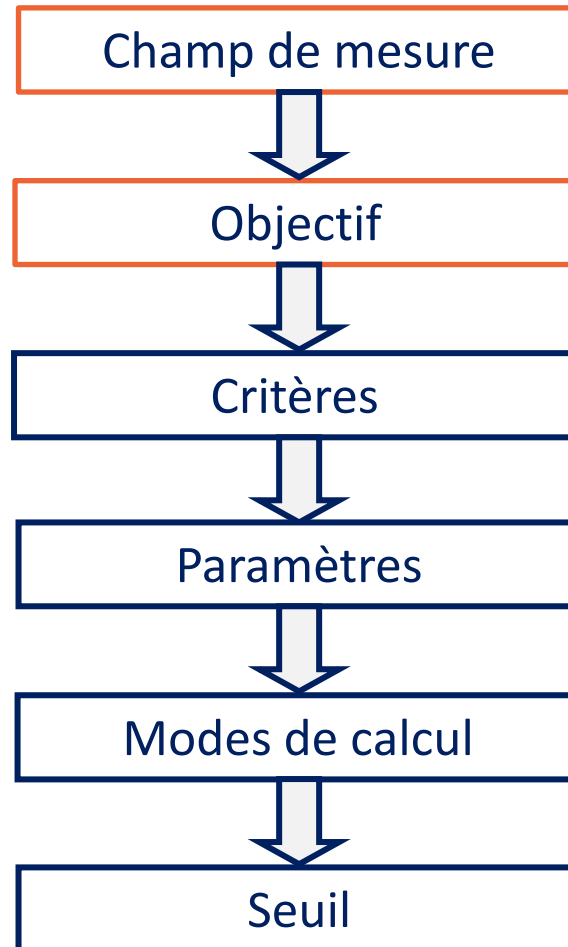 Champ de mesure
Objectif
Critères
Paramètres
Modes de calcul
Seuil